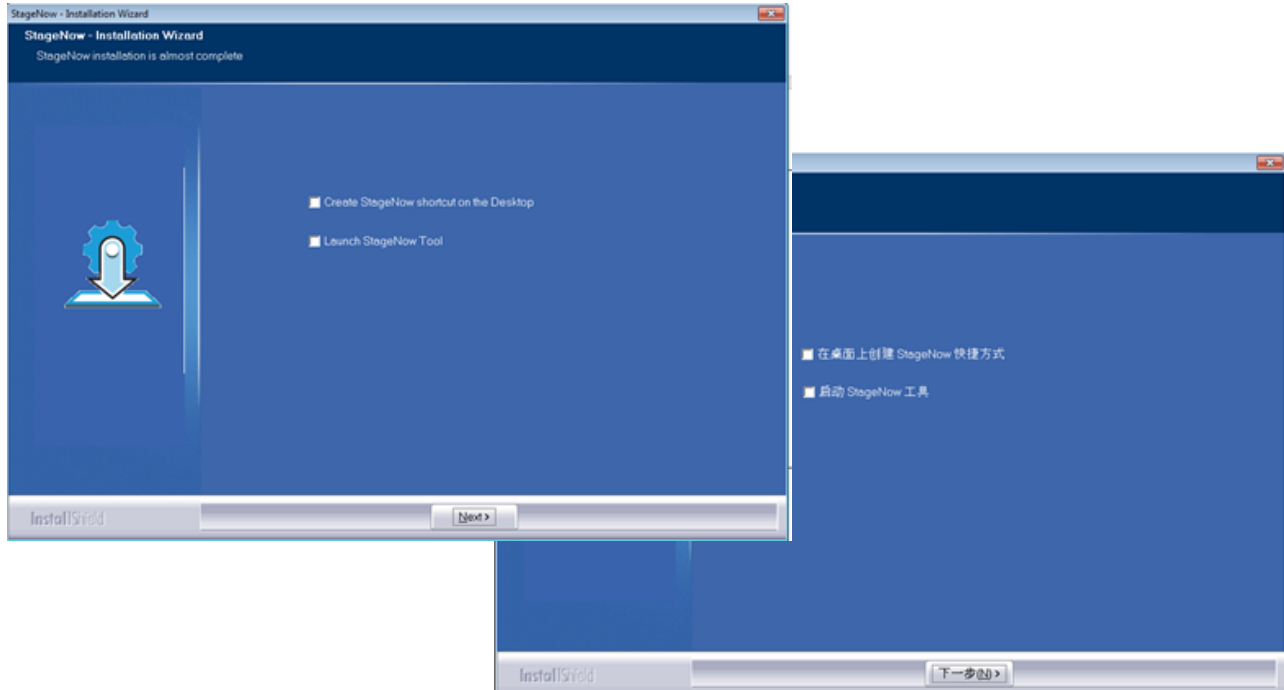 StageNow - Installation Wizard
StageNow - Installation Wizard
StageNow installation is almost complete
Create StageNow shortcut on the Desktop
Launch StageNow Tool
InstallShield
Next >
在桌面上创建 StageNow 快捷方式
启动 StageNow 工具
InstallShield
下一步(N) >